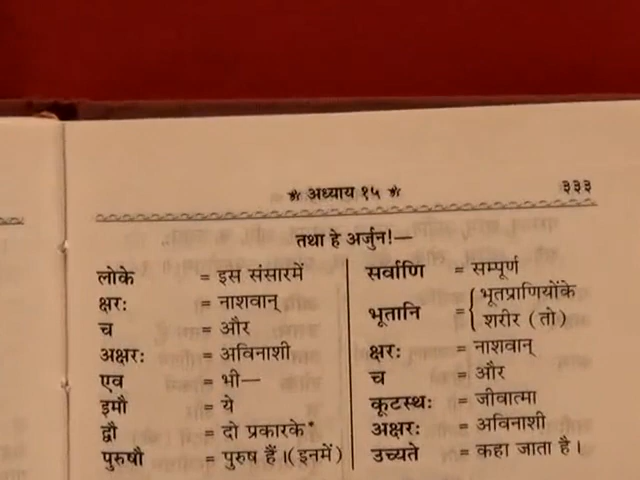 अध्याय १५
३३३
तथा हे अर्जुन!—
लोके = इस संसारमें
क्षरः = नाशवान्
च = और
अक्षरः = अविनाशी
एव = भी—
इमौ = ये
द्वौ = दो प्रकारके*
पुरुषौ = पुरुष हैं।(इनमें)
सर्वाणि = सम्पूर्ण
भूतानि = { भूतप्राणियोंके
शरीर (तो)
क्षरः = नाशवान्
च = और
कूटस्थः = जीवात्मा
अक्षरः = अविनाशी
उच्यते = कहा जाता है।